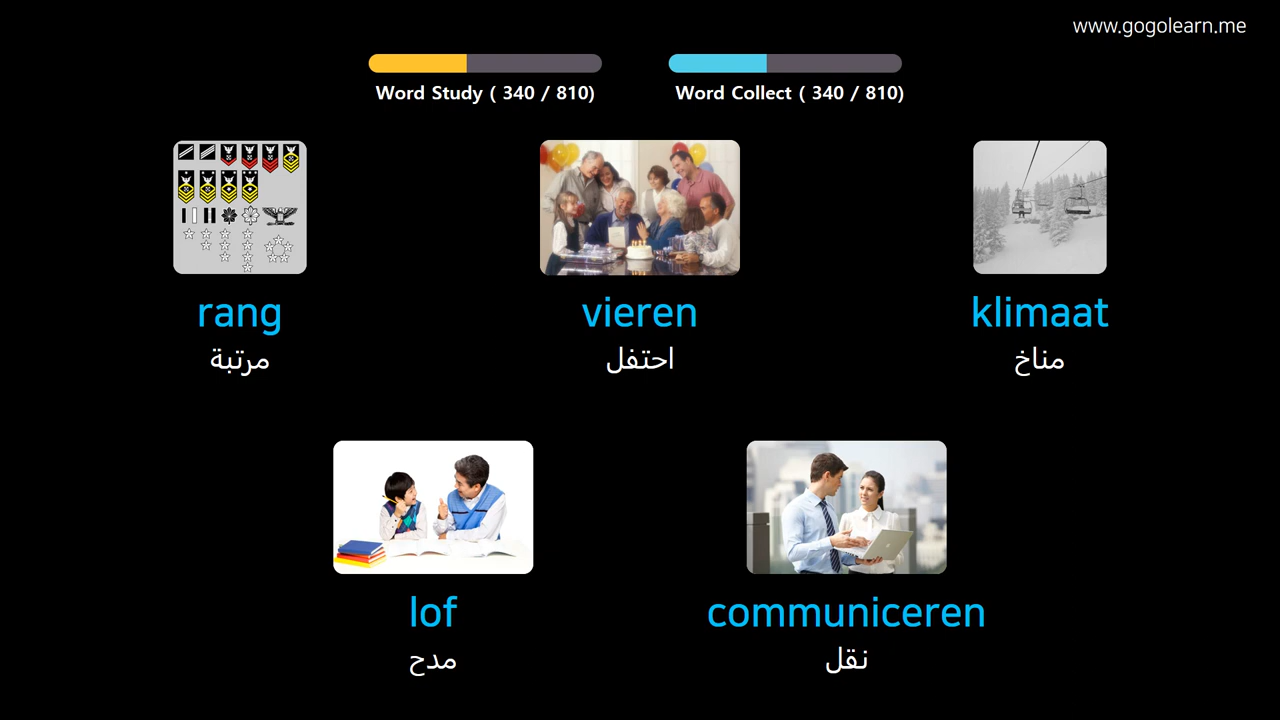 www.gogolearn.me
Word Study ( 340 / 810)
Word Collect ( 340 / 810)
rang
مرتبة
vieren
احتفل
klimaat
مناخ
lof
مدح
communiceren
نقل